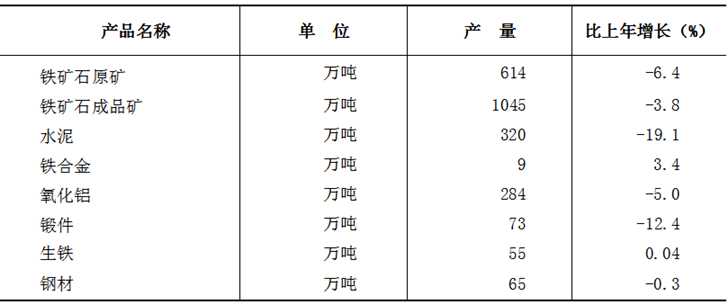 产品名称 单 位 产 量 比上年增长（%）
铁矿石原矿 万吨 614 -6.4
铁矿石成品矿 万吨 1045 -3.8
水泥 万吨 320 -19.1
铁合金 万吨 9 3.4
氧化铝 万吨 284 -5.0
锻件 万吨 73 -12.4
生铁 万吨 55 0.04
钢材 万吨 65 -0.3